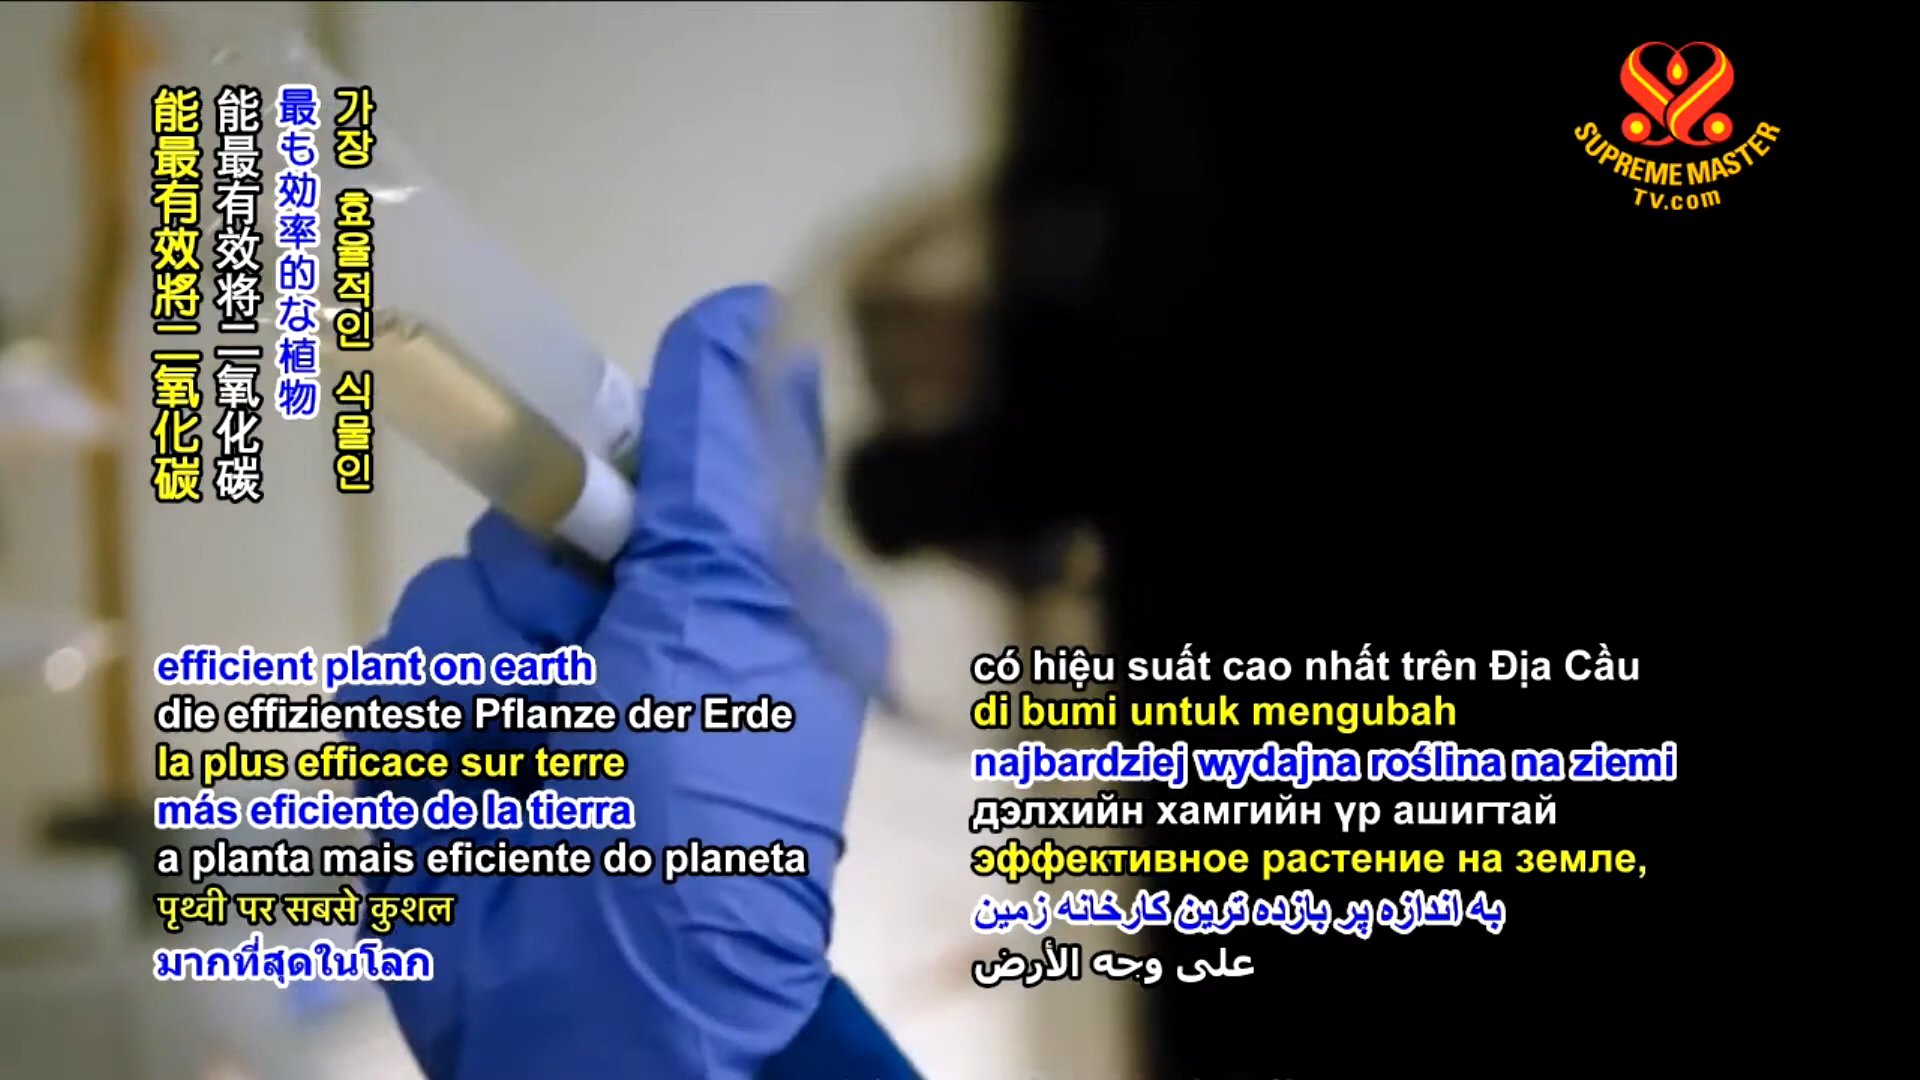 能最有效將二氧化碳
能最有效将二氧化碳
最も効率的な植物
가장 효율적인 식물인
SUPREME MASTER
TV.com
efficient plant on earth
die effizienteste Pflanze der Erde
la plus efficace sur terre
más eficiente de la tierra
a planta mais eficiente do planeta
पृथ्वी पर सबसे कुशल
มากที่สุดในโลก
có hiệu suất cao nhất trên Địa Cầu
di bumi untuk mengubah
najbardziej wydajna roślina na ziemi
дэлхийн хамгийн үр ашигтай
эффективное растение на земле,
به اندازه پر بازده ترین کارخانه زمین
على وجه الأرض